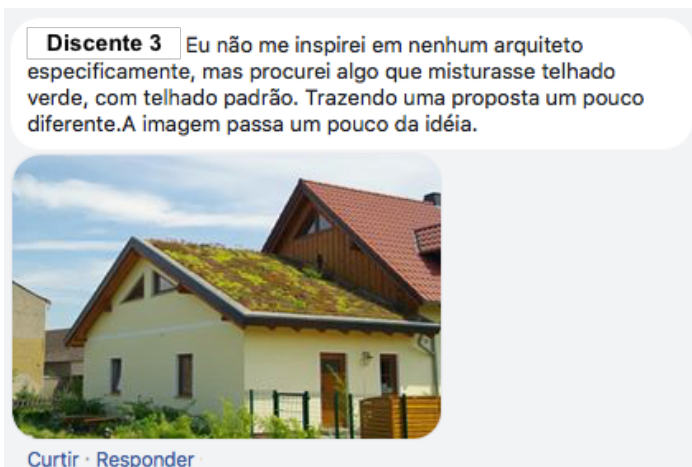 Discente 3 Eu não me inspirei em nenhum arquiteto
especificamente, mas procurei algo que misturasse telhado
verde, com telhado padrão. Trazendo uma proposta um pouco
diferente.A imagem passa um pouco da idéia.
Curtir · Responder